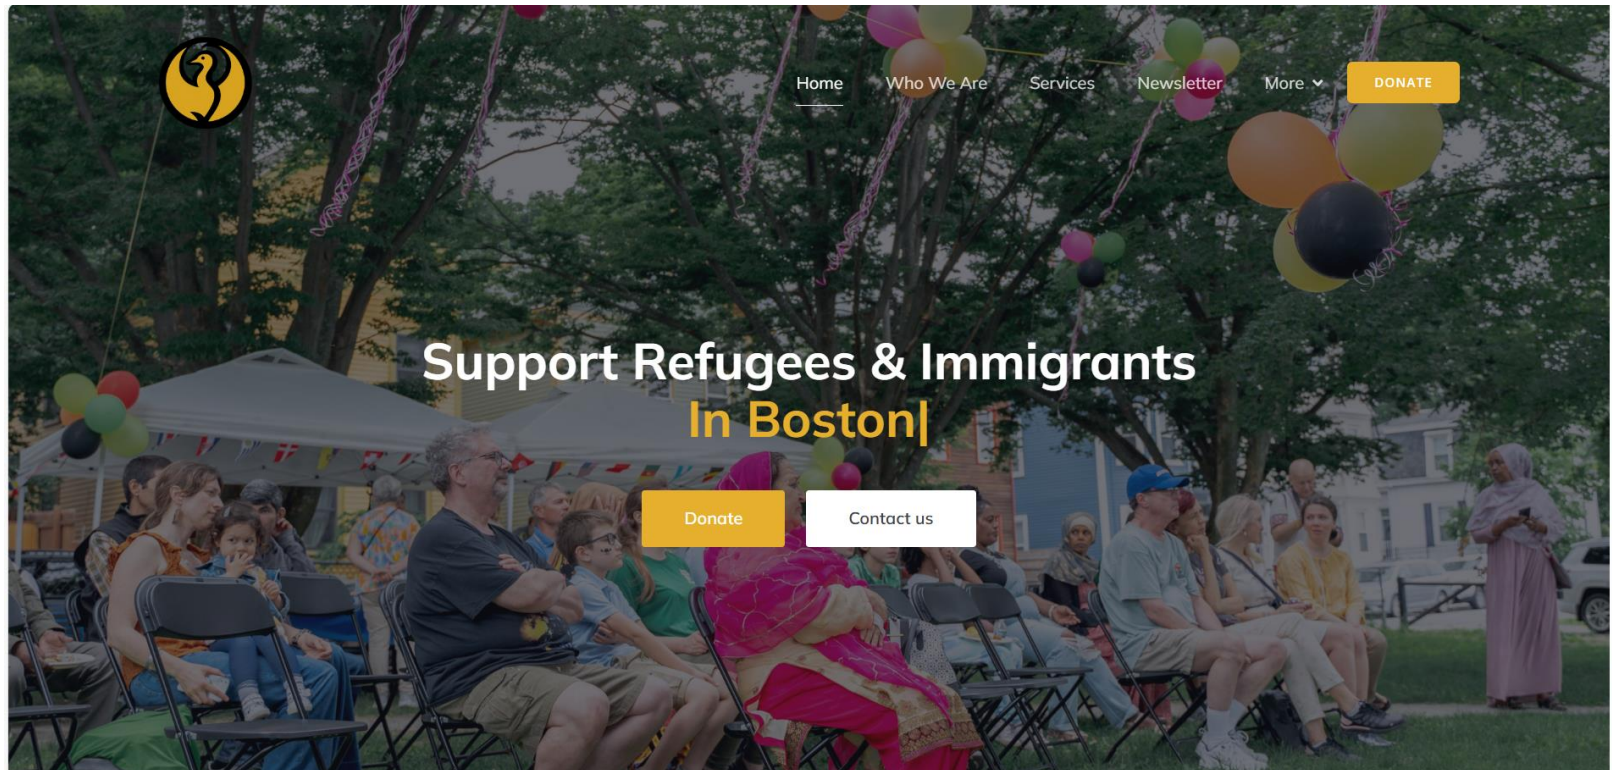 Home Who We Are Services Newsletter More DONATE
Support Refugees & Immigrants
In Boston|
Donate Contact us